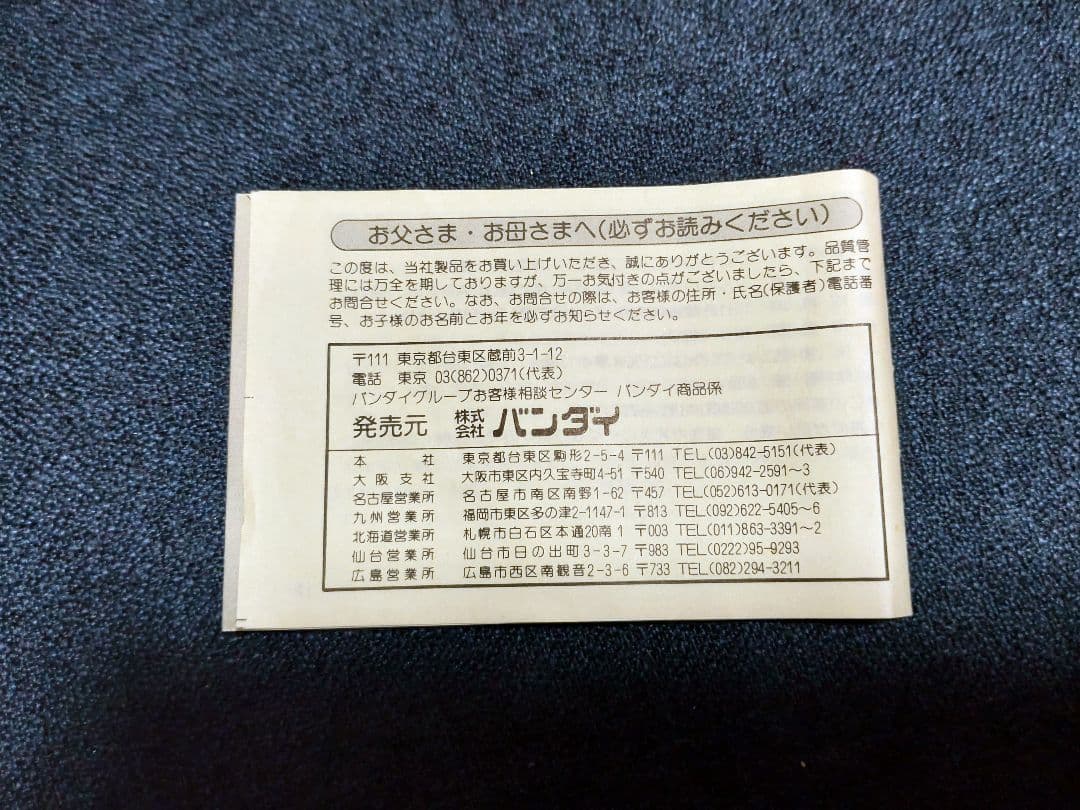 お父さま・お母さまへ(必ずお読みください)
この度は、当社製品をお買い上げいただき、誠にありがとうございます。品質管
理には万全を期しておりますが、万一お気付きの点がございましたら、下記まで
お問合せください。なお、お問合せの際は、お客様の住所・氏名(保護者)電話番
号、お子様のお名前とお年を必ずお知らせください。
〒111 東京都台東区蔵前3-1-12
電話 東京 03(862)0371(代表)
バンダイグループお客様相談センター バンダイ商品係
発売元 株式会社 バンダイ
本社 東京都台東区駒形2-5-4 〒111 TEL(03)842-5151(代表)
大阪支社 大阪市東区内久宝寺町4-51 〒540 TEL(06)942-2591〜3
名古屋営業所 名古屋市南区南野1-62 〒457 TEL(052)613-0171(代表)
九州営業所 福岡市東区多の津2-1147-1 〒813 TEL(092)622-5405〜6
北海道営業所 札幌市白石区本通20南1 〒003 TEL(011)863-3391〜2
仙台営業所 仙台市日の出町3-3-7 〒983 TEL(0222)95-9293
広島営業所 広島市西区南観音2-3-6 〒733 TEL(082)294-3211